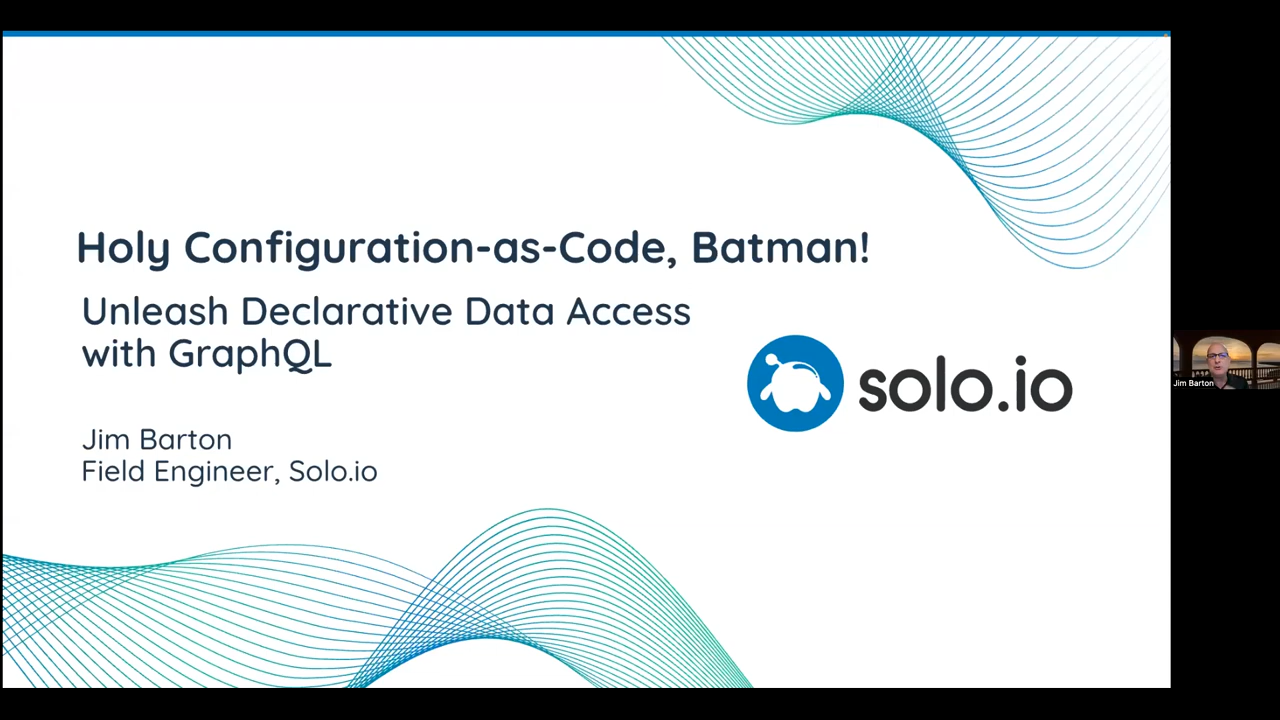 Holy Configuration-as-Code, Batman!
Unleash Declarative Data Access
with GraphQL
solo.io
Jim Barton
Field Engineer, Solo.io
Jim Barton